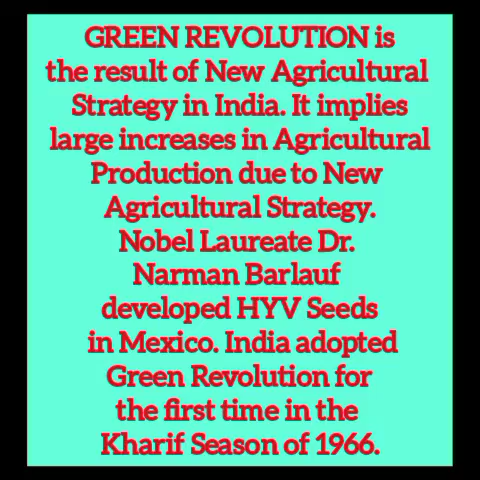 GREEN REVOLUTION is
the result of New Agricultural
Strategy in India. It implies
large increases in Agricultural
Production due to New
Agricultural Strategy.
Nobel Laureate Dr.
Narman Barlauf
developed HYV Seeds
in Mexico. India adopted
Green Revolution for
the first time in the
Kharif Season of 1966.